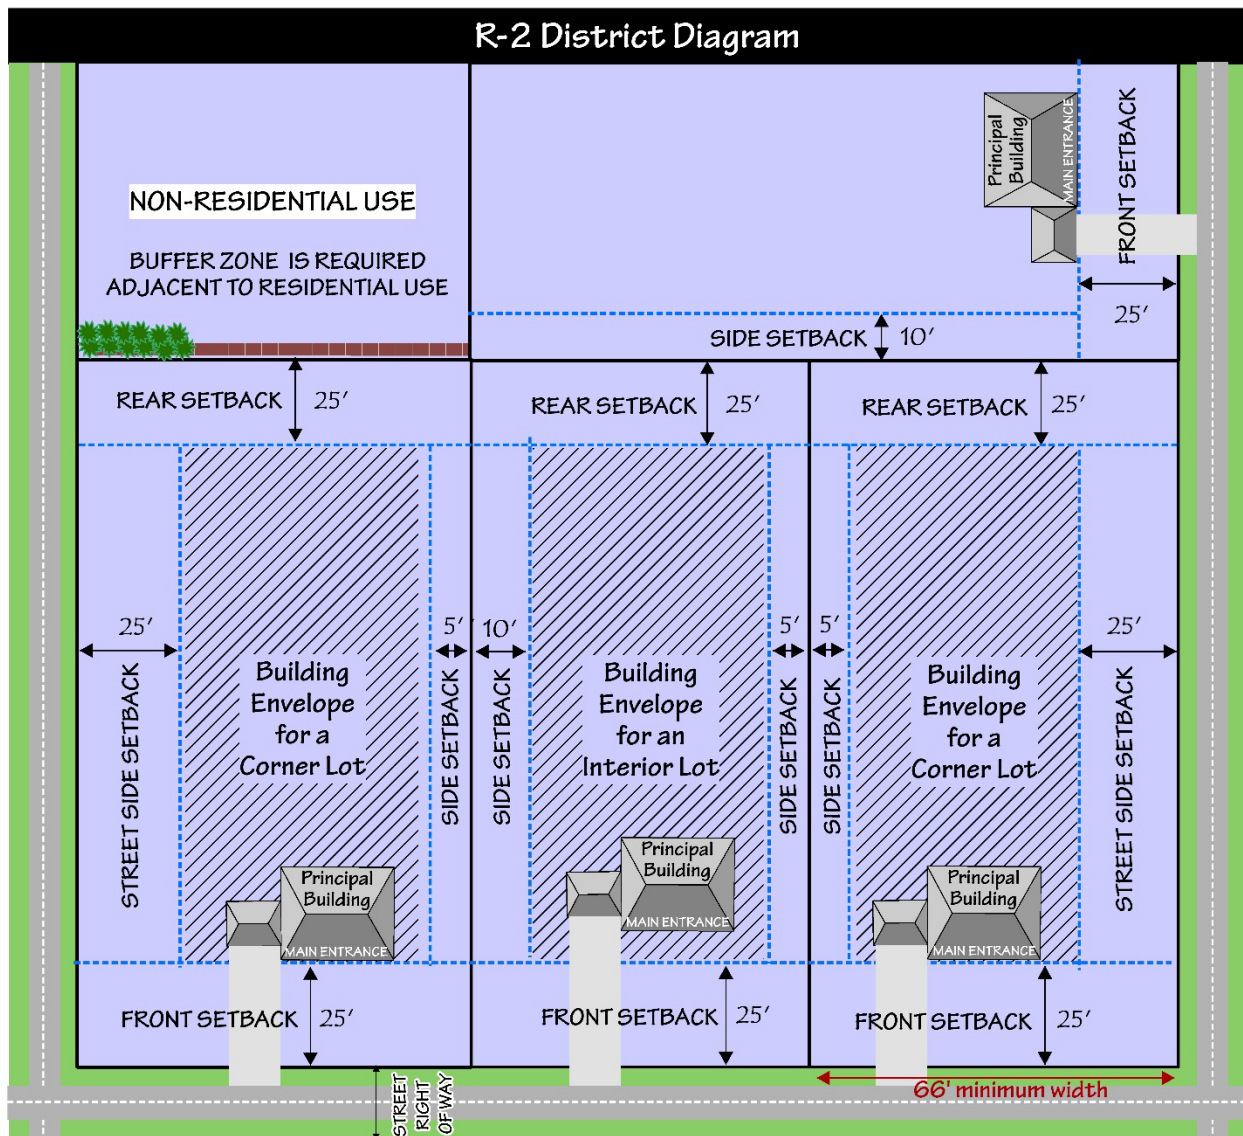 R-2 District Diagram
Principal
Building
MAIN ENTRANCE
FRONT SETBACK
NON-RESIDENTIAL USE
BUFFER ZONE IS REQUIRED
ADJACENT TO RESIDENTIAL USE
25'
SIDE SETBACK
10'
REAR SETBACK
25'
REAR SETBACK
25'
REAR SETBACK
25'
25'
5'
10'
5'
5'
25'
STREET SIDE SETBACK
Building
Envelope
for a
Corner Lot
SIDE SETBACK
SIDE SETBACK
Building
Envelope
for an
Interior Lot
SIDE SETBACK
SIDE SETBACK
Building
Envelope
for a
Corner Lot
STREET SIDE SETBACK
Principal
Building
MAIN ENTRANCE
Principal
Building
MAIN ENTRANCE
Principal
Building
MAIN ENTRANCE
FRONT SETBACK
25'
FRONT SETBACK
25'
FRONT SETBACK
25'
STREET
RIGHT
OF WAY
66' minimum width